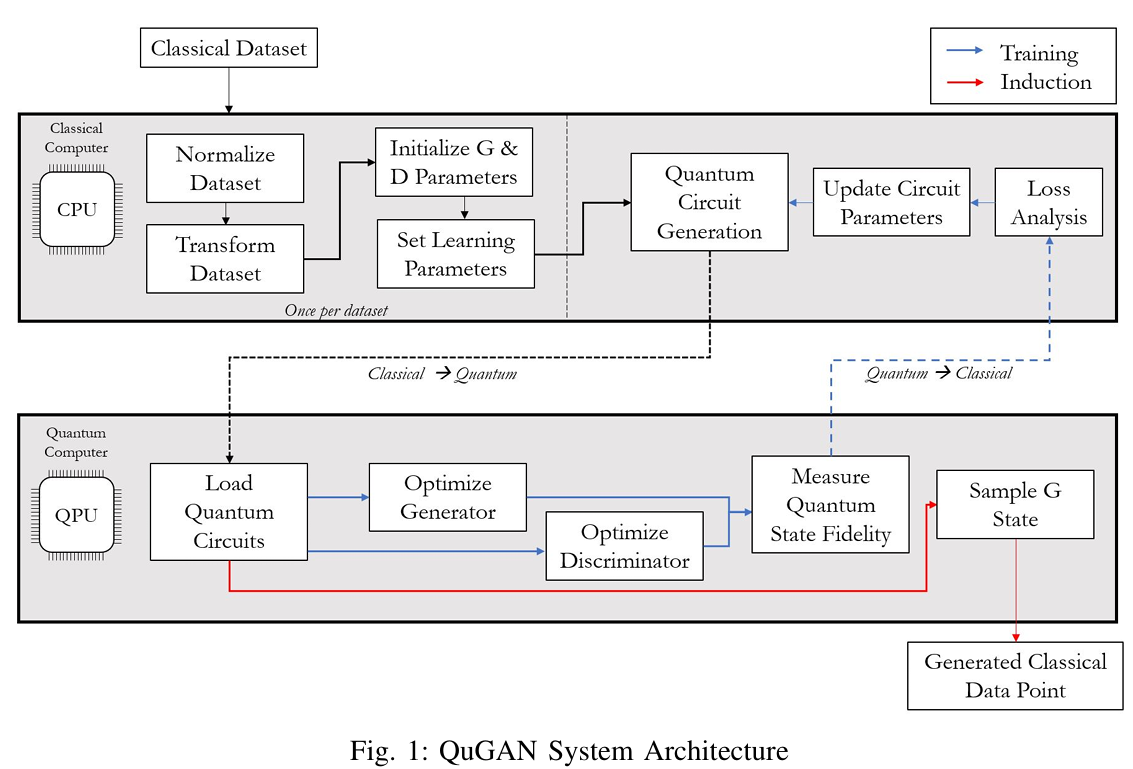 Classical Dataset
Training
Induction
Classical
Computer
CPU
Normalize
Dataset
Transform
Dataset
Initialize G &
D Parameters
Set Learning
Parameters
Once per dataset
Quantum
Circuit
Generation
Update Circuit
Parameters
Loss
Analysis
Classical → Quantum
Quantum → Classical
Quantum
Computer
QPU
Load
Quantum
Circuits
Optimize
Generator
Optimize
Discriminator
Measure
Quantum
State Fidelity
Sample G
State
Generated Classical
Data Point
Fig. 1: QuGAN System Architecture